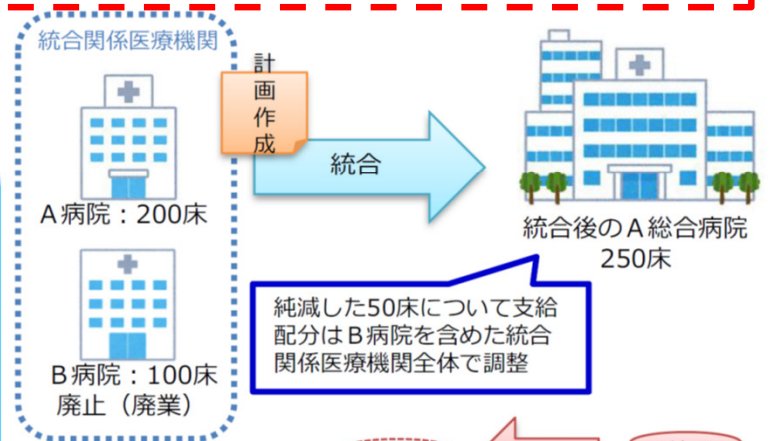 統合関係医療機関
計
画
作
成
A病院：200床
統合
統合後のA総合病院
250床
B病院：100床
廃止（廃業）
純減した50床について支給
配分はB病院を含めた統合
関係医療機関全体で調整